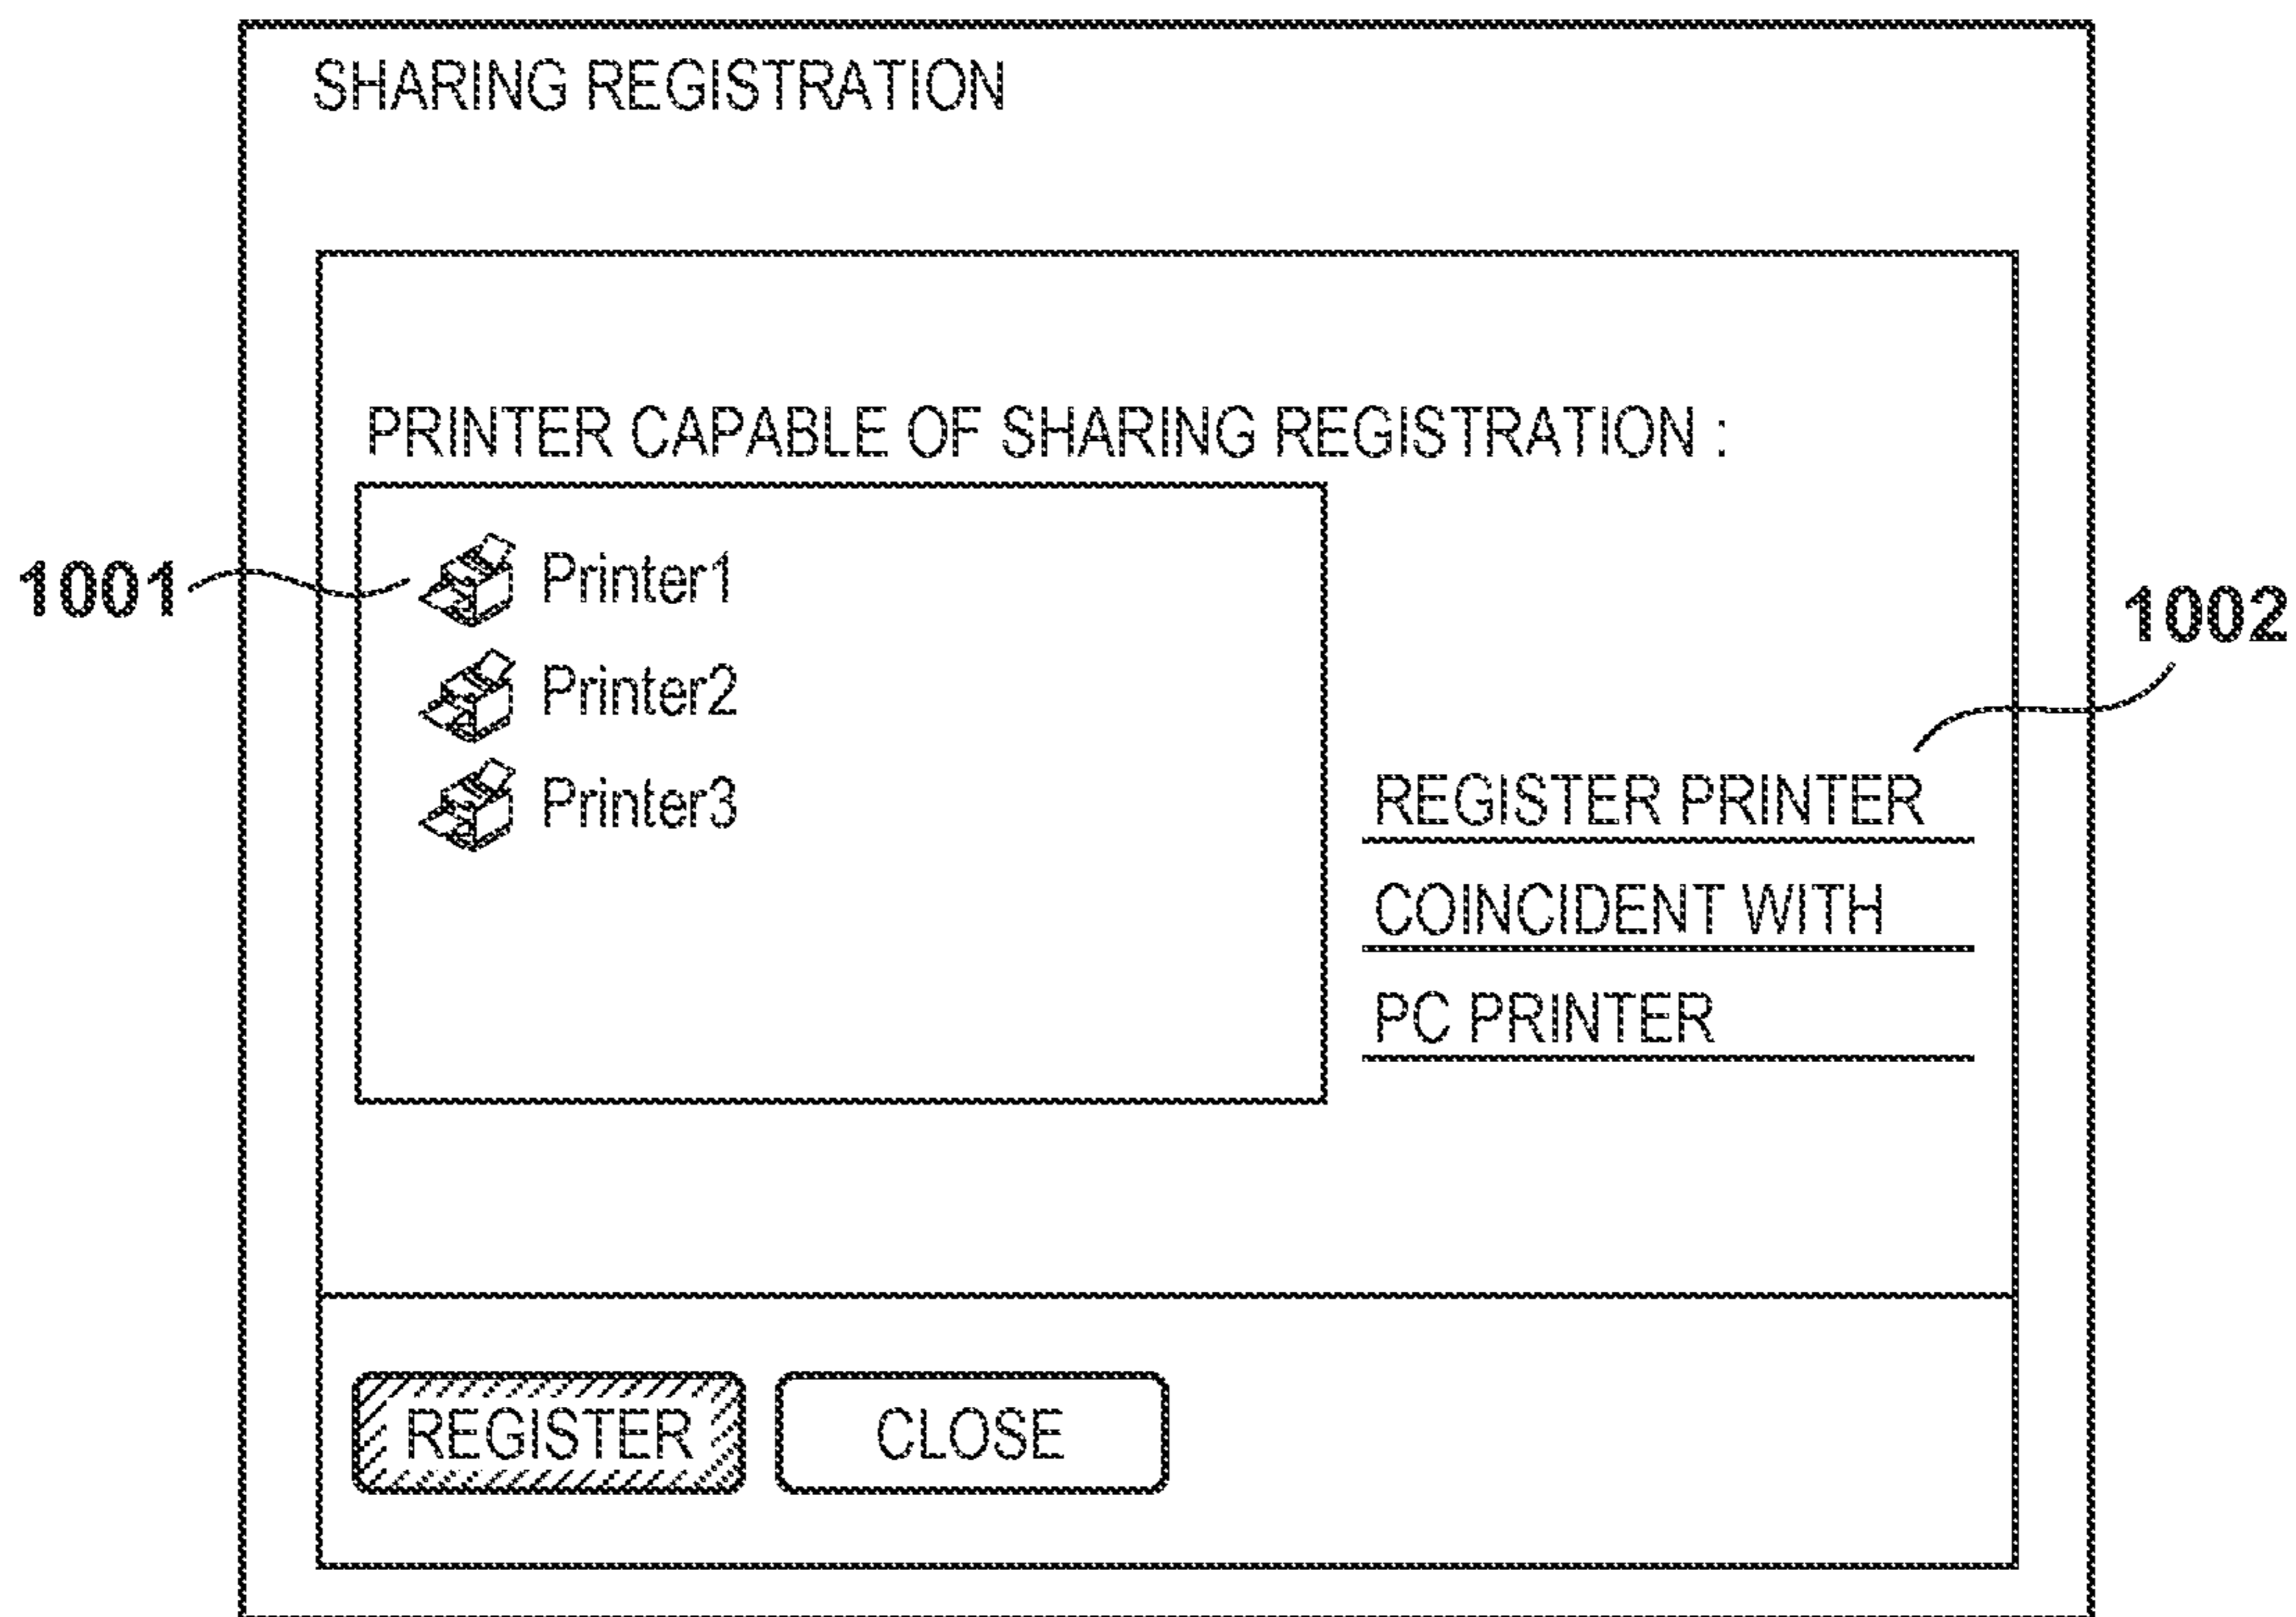 SHARING REGISTRATION
PRINTER CAPABLE OF SHARING REGISTRATION :
1001
Printer1
1002
Printer2
Printer3
REGISTER PRINTER
COINCIDENT WITH
PC PRINTER
REGISTER
CLOSE